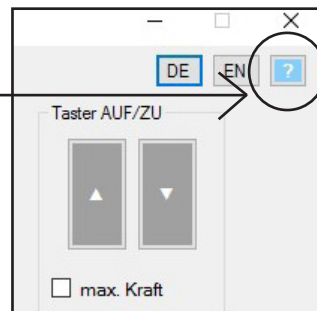 DE EN ?
Taster AUF/ZU
▲ ▼
max. Kraft